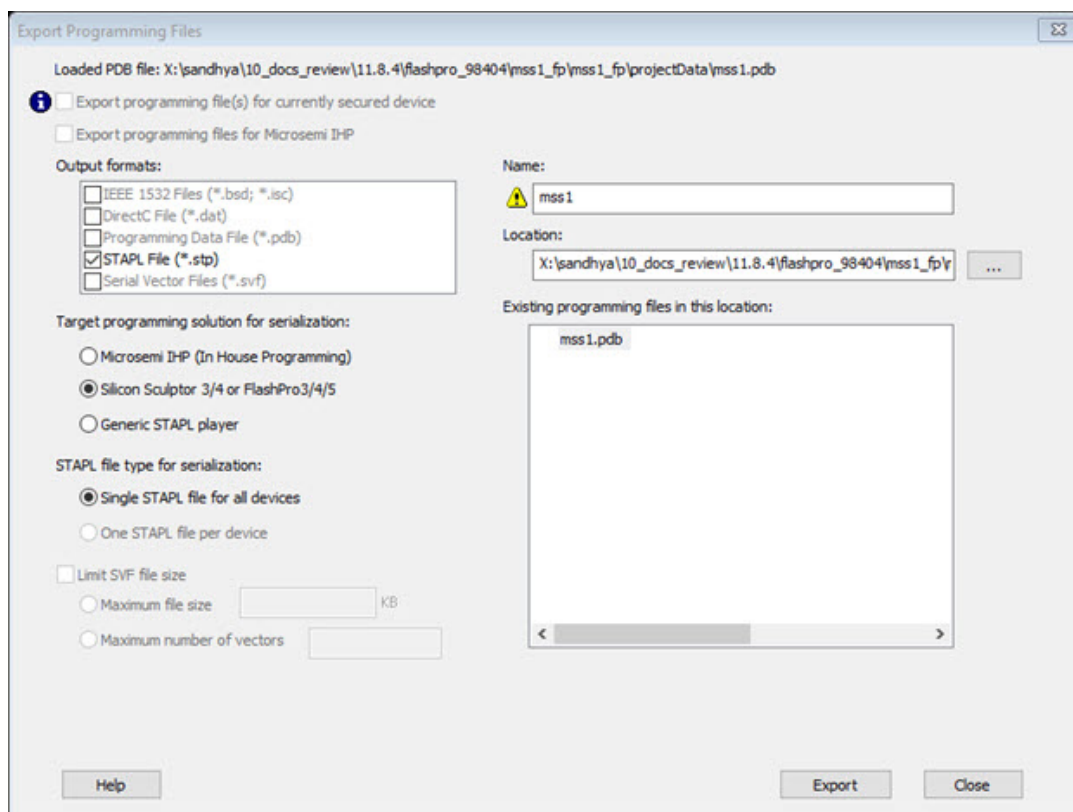 Export Programming Files
Loaded PDB file: X:\sandhya\10_docs_review\11.8.4\flashpro_98404\mss1_fp\mss1_fp\projectData\mss1.pdb
Export programming file(s) for currently secured device
Export programming files for Microsemi IHP
Output formats:
IEEE 1532 Files (*.bsd; *.isc)
DirectC File (*.dat)
Programming Data File (*.pdb)
STAPL File (*.stp)
Serial Vector Files (*.svf)
Target programming solution for serialization:
Microsemi IHP (In House Programming)
Silicon Sculptor 3/4 or FlashPro3/4/5
Generic STAPL player
STAPL file type for serialization:
Single STAPL file for all devices
One STAPL file per device
Limit SVF file size
Maximum file size KB
Maximum number of vectors
Name:
mss1
Location:
X:\sandhya\10_docs_review\11.8.4\flashpro_98404\mss1_fp\r
...
Existing programming files in this location:
mss1.pdb
Help
Export
Close